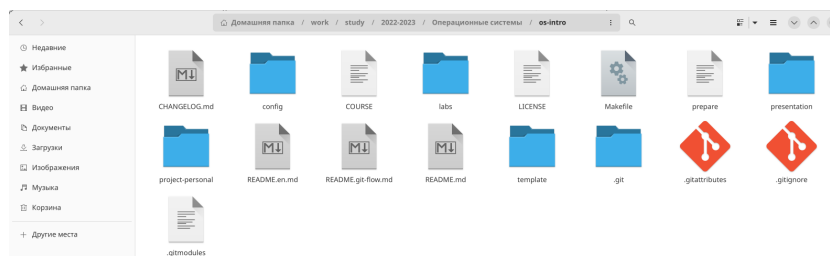 Домашняя папка / work / study / 2022-2023 / Операционные системы / os-intro
Недавние
Избранные
Домашняя папка
Видео
Документы
Загрузки
Изображения
Музыка
Корзина
+ Другие места
CHANGELOG.md config COURSE labs LICENSE Makefile prepare presentation
project-personal README.en.md README.git-flow.md README.md template .git .gitattributes .gitignore
.gitmodules